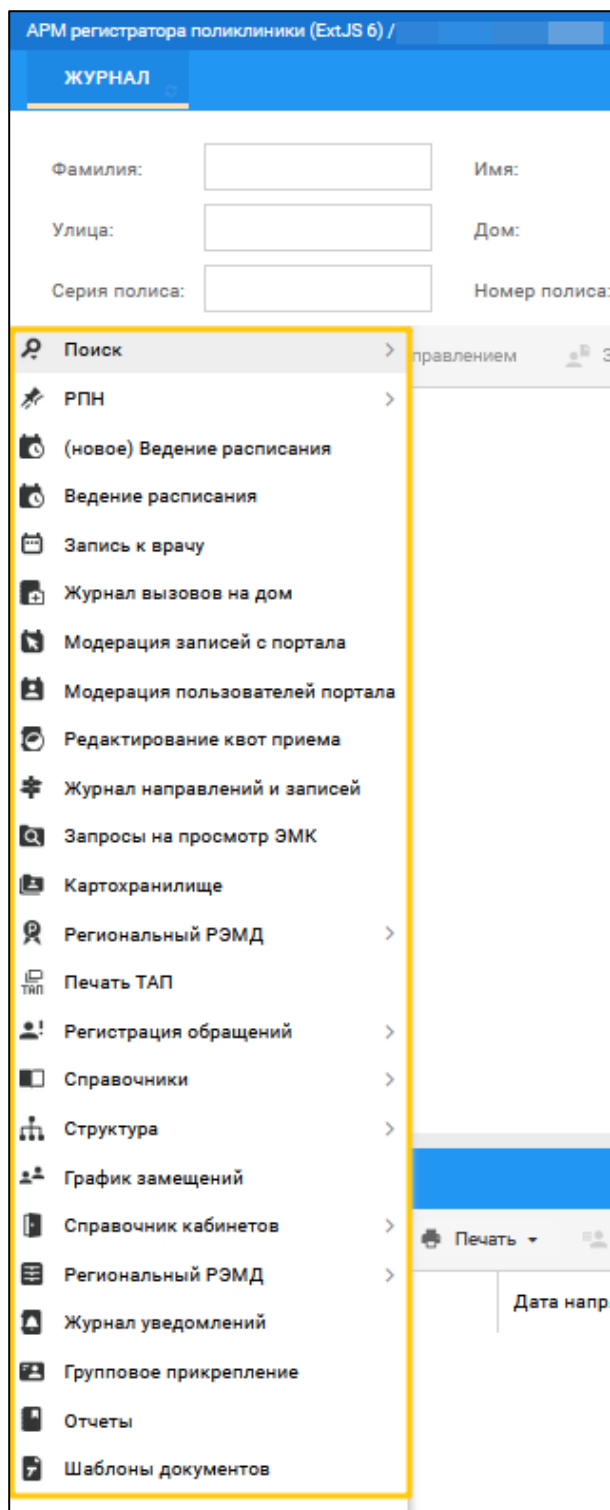 АРМ регистратора поликлиники (ExtJS 6) /
ЖУРНАЛ
Фамилия: Имя:
Улица: Дом:
Серия полиса: Номер полиса:
Поиск
РПН
(новое) Ведение расписания
Ведение расписания
Запись к врачу
Журнал вызовов на дом
Модерация записей с портала
Модерация пользователей портала
Редактирование квот приема
Журнал направлений и записей
Запросы на просмотр ЭМК
Картохранилище
Региональный РЭМД
ТАП Печать ТАП
Регистрация обращений
Справочники
Структура
График замещений
Справочник кабинетов
Печать
Региональный РЭМД
Дата напр.
Журнал уведомлений
Групповое прикрепление
Отчеты
Шаблоны документов